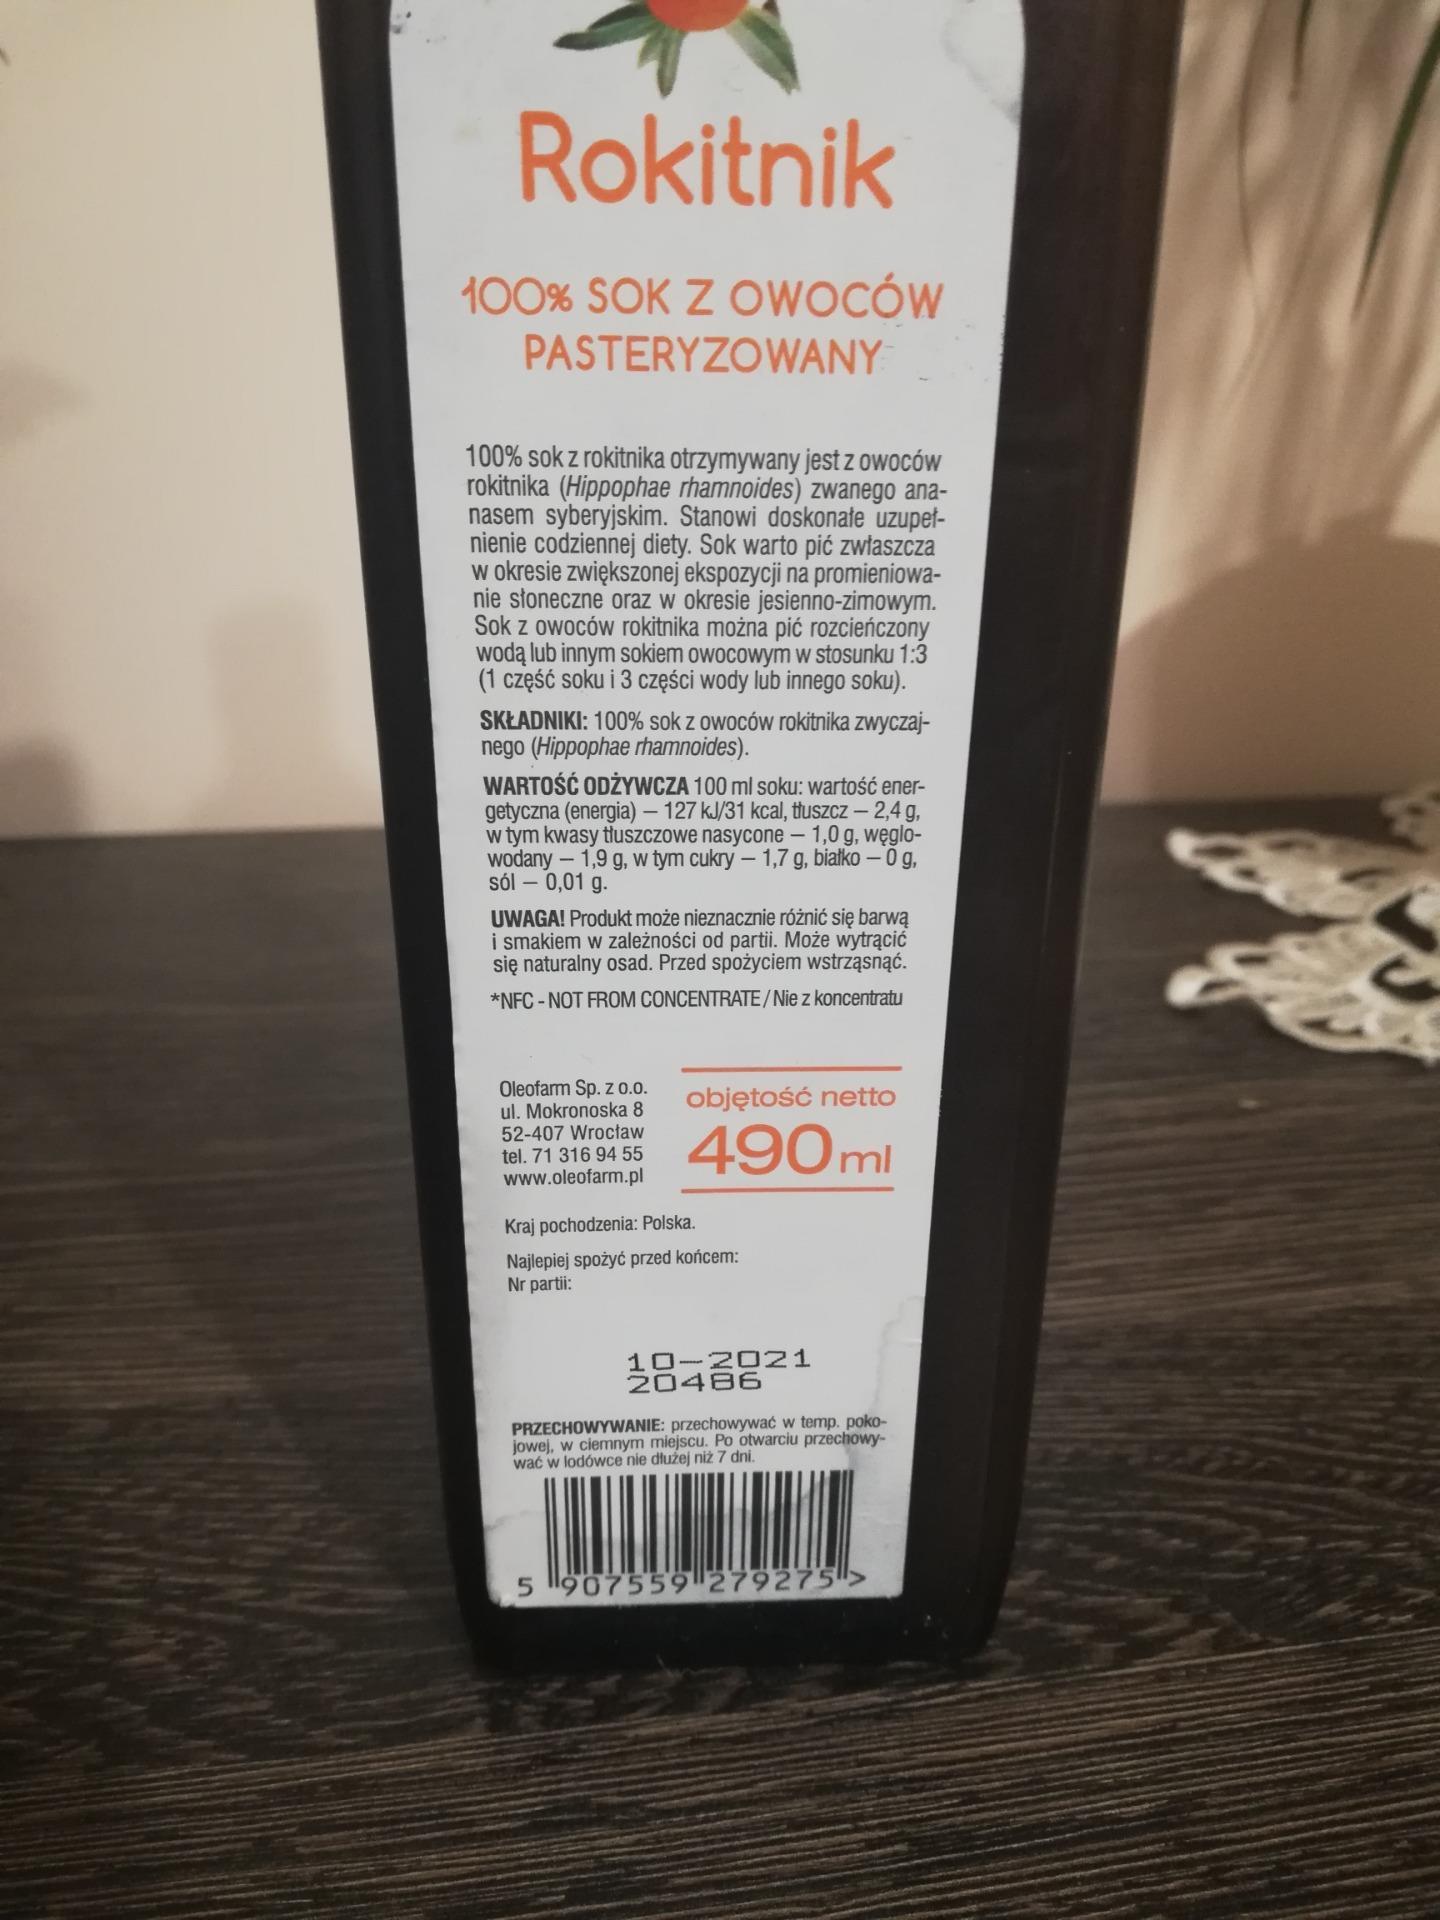 Rokitnik
100% SOK Z OWOCÓW
PASTERYZOWANY
100% sok z rokitnika otrzymywany jest z owoców
rokitnika (Hippophae rhamnoides) zwanego ana-
nasem syberyjskim. Stanowi doskonałe uzupeł-
nienie codziennej diety. Sok warto pić zwłaszcza
w okresie zwiększonej ekspozycji na promieniowa-
nie słoneczne oraz w okresie jesienno-zimowym.
Sok z owoców rokitnika można pić rozcieńczony
wodą lub innym sokiem owocowym w stosunku 1:3
(1 część soku i 3 części wody lub innego soku).
SKŁADNIKI: 100% sok z owoców rokitnika zwyczaj-
nego (Hippophae rhamnoides).
WARTOŚĆ ODŻYWCZA 100 ml soku: wartość ener-
getyczna (energia) – 127 kJ/31 kcal, tłuszcz – 2,4 g,
w tym kwasy tłuszczowe nasycone – 1,0 g, węglo-
wodany – 1,9 g, w tym cukry – 1,7 g, białko – 0 g,
sól – 0,01 g.
UWAGA! Produkt może nieznacznie różnić się barwą
i smakiem w zależności od partii. Może wytrącić
się naturalny osad. Przed spożyciem wstrząsnąć.
*NFC - NOT FROM CONCENTRATE / Nie z koncentratu
Oleofarm Sp. z o.o.
ul. Mokronoska 8
52-407 Wrocław
tel. 71 316 94 55
www.oleofarm.pl
objętość netto
490 ml
Kraj pochodzenia: Polska.
Najlepiej spożyć przed końcem:
Nr partii:
10-2021
20486
PRZECHOWYWANIE: przechowywać w temp. poko-
jowej, w ciemnym miejscu. Po otwarciu przechowy-
wać w lodówce nie dłużej niż 7 dni.
5 907559 279275 >